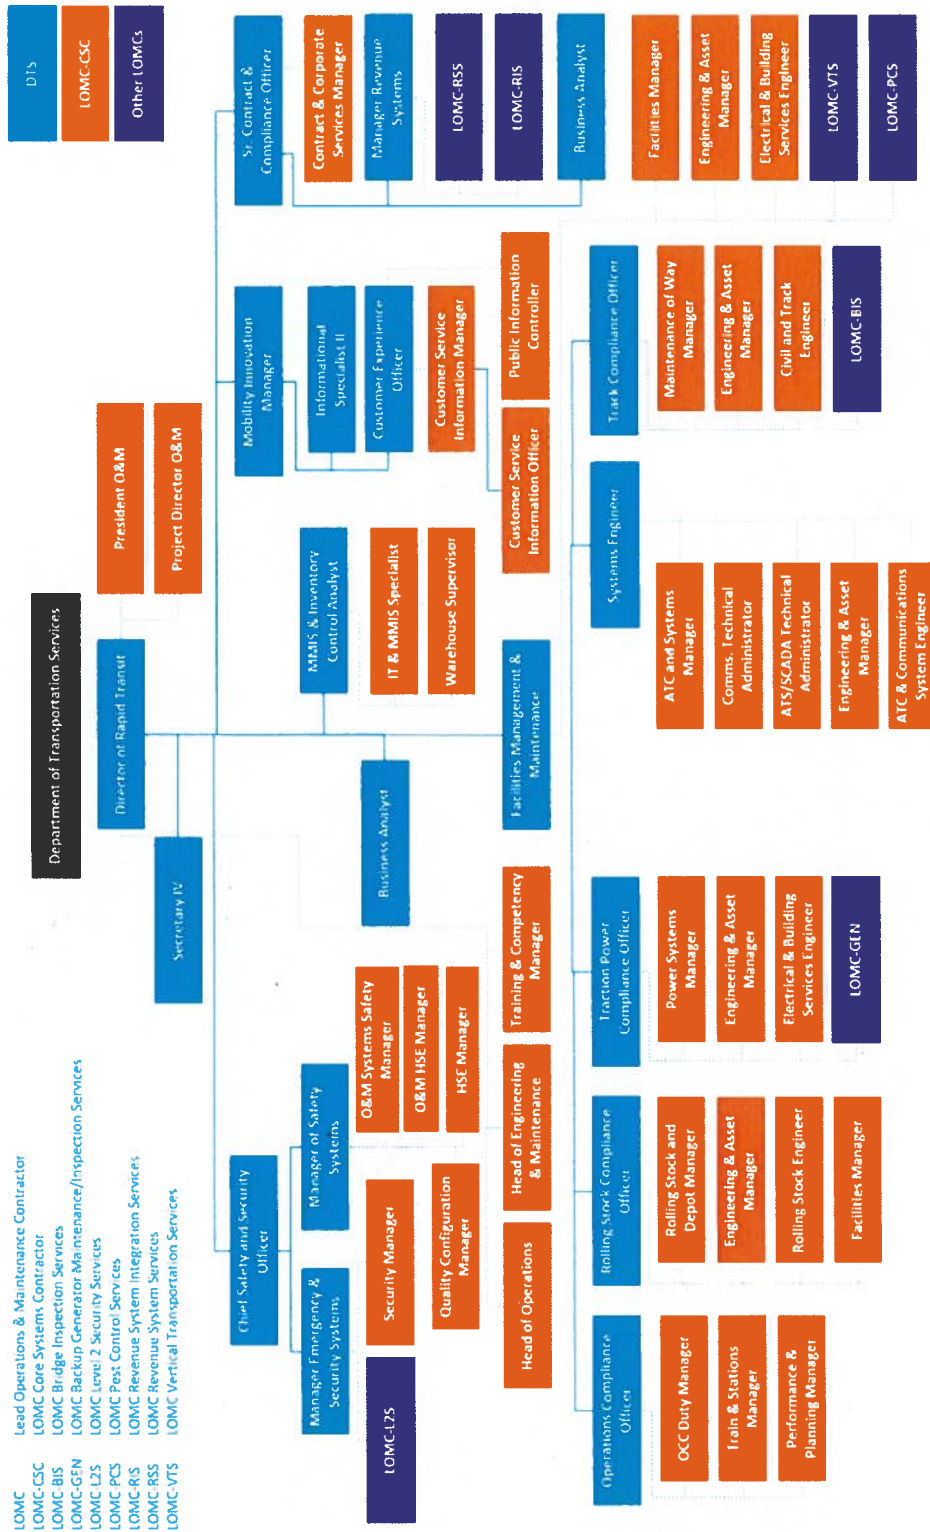 LOMC Lead Operations & Maintenance Contractor
LOMC-CSC LOMC Core Systems Contractor
LOMC-BIS LOMC Bridge Inspection Services
LOMC-GEN LOMC Backup Generator Maintenance/Inspection Services
LOMC-L2S LOMC Level 2 Security Services
LOMC-PCS LOMC Pest Control Services
LOMC-RIS LOMC Revenue System Integration Services
LOMC-RSS LOMC Revenue System Services
LOMC-VTS LOMC Vertical Transportation Services
DTS
LOMC-CSC
Other LOMCs
Department of Transportation Services
Director of Rapid Transit
President O&M
Project Director O&M
Secretary IV
Chief Safety and Security
Officer
Manager Emergency &
Security Systems
LOMC-L2S
Security Manager
Quality Configuration
Manager
Manager of Safety
Systems
O&M Systems Safety
Manager
O&M HSE Manager
HSE Manager
Head of Operations
Head of Engineering
& Maintenance
Training & Competency
Manager
Business Analyst
MMIS & Inventory
Control Analyst
IT & MMIS Specialist
Warehouse Supervisor
Mobility Innovation
Manager
Informational
Specialist II
Customer Experience
Officer
Customer Service
Information Manager
Customer Service
Information Officer
Public Information
Controller
Sr. Contract &
Compliance Officer
Contract & Corporate
Services Manager
Manager Revenue
Systems
LOMC-RSS
LOMC-RIS
Business Analyst
Facilities Management &
Maintenance
Operations Compliance
Officer
OCC Duty Manager
Train & Stations
Manager
Performance &
Planning Manager
Rolling Stock Compliance
Officer
Rolling Stock and
Depot Manager
Engineering & Asset
Manager
Rolling Stock Engineer
Facilities Manager
Traction Power
Compliance Officer
Power Systems
Manager
Engineering & Asset
Manager
Electrical & Building
Services Engineer
LOMC-GEN
Systems Engineer
ATC and Systems
Manager
Comms. Technical
Administrator
ATS/SCADA Technical
Administrator
Engineering & Asset
Manager
ATC & Communications
System Engineer
Track Compliance Officer
Maintenance of Way
Manager
Engineering & Asset
Manager
Civil and Track
Engineer
LOMC-BIS
Facilities Manager
Engineering & Asset
Manager
Electrical & Building
Services Engineer
LOMC-VTS
LOMC-PCS